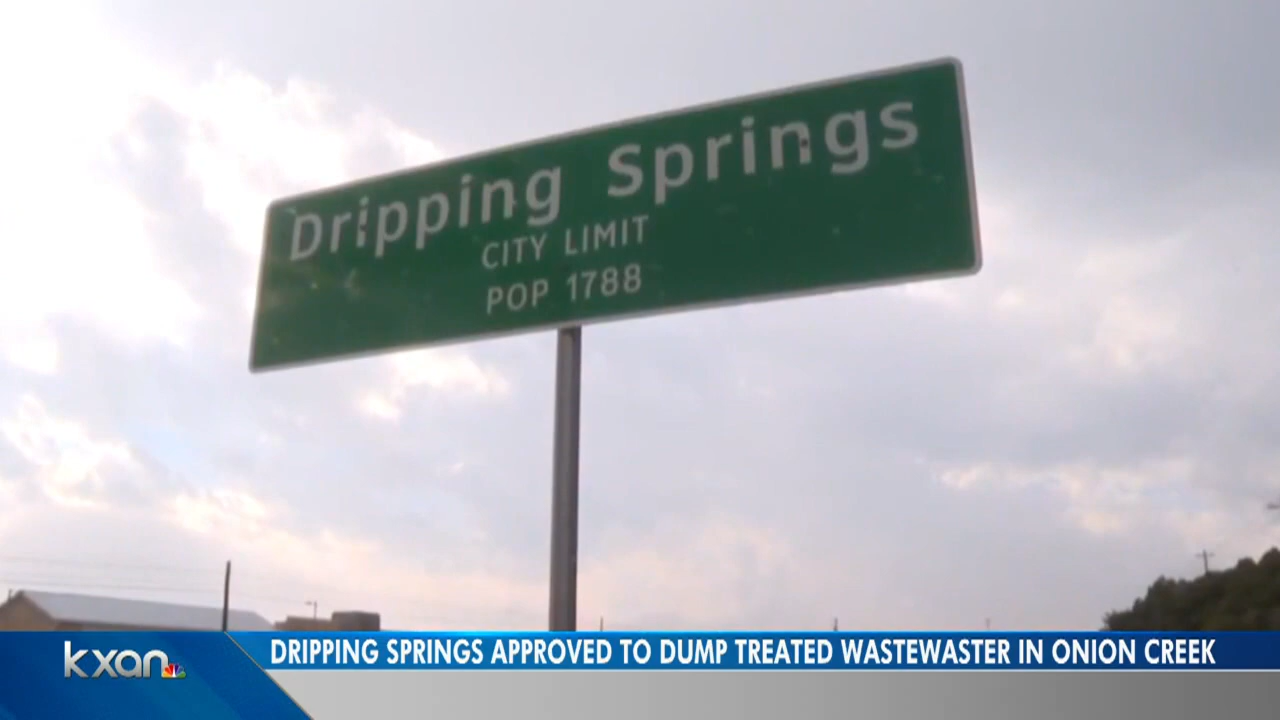 Dripping Springs
CITY LIMIT
POP 1788
kxan
DRIPPING SPRINGS APPROVED TO DUMP TREATED WASTEWASTER IN ONION CREEK